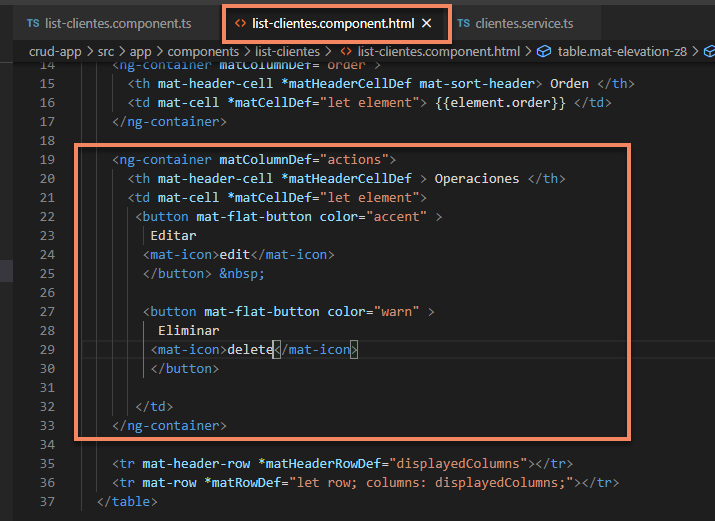 TS list-clientes.component.ts <> list-clientes.component.html × TS clientes.service.ts
crud-app > src > app > components > list-clientes > <> list-clientes.component.html > table.mat-elevation-z8 >
14 <ng-container matColumnDef="order">
15 <th mat-header-cell *matHeaderCellDef mat-sort-header> Orden </th>
16 <td mat-cell *matCellDef="let element"> {{element.order}} </td>
17 </ng-container>
18
19 <ng-container matColumnDef="actions">
20 <th mat-header-cell *matHeaderCellDef > Operaciones </th>
21 <td mat-cell *matCellDef="let element">
22 <button mat-flat-button color="accent" >
23 Editar
24 <mat-icon>edit</mat-icon>
25 </button> &nbsp;
26
27 <button mat-flat-button color="warn" >
28 Eliminar
29 <mat-icon>delete</mat-icon>
30 </button>
31
32 </td>
33 </ng-container>
34
35 <tr mat-header-row *matHeaderRowDef="displayedColumns"></tr>
36 <tr mat-row *matRowDef="let row; columns: displayedColumns;"></tr>
37 </table>